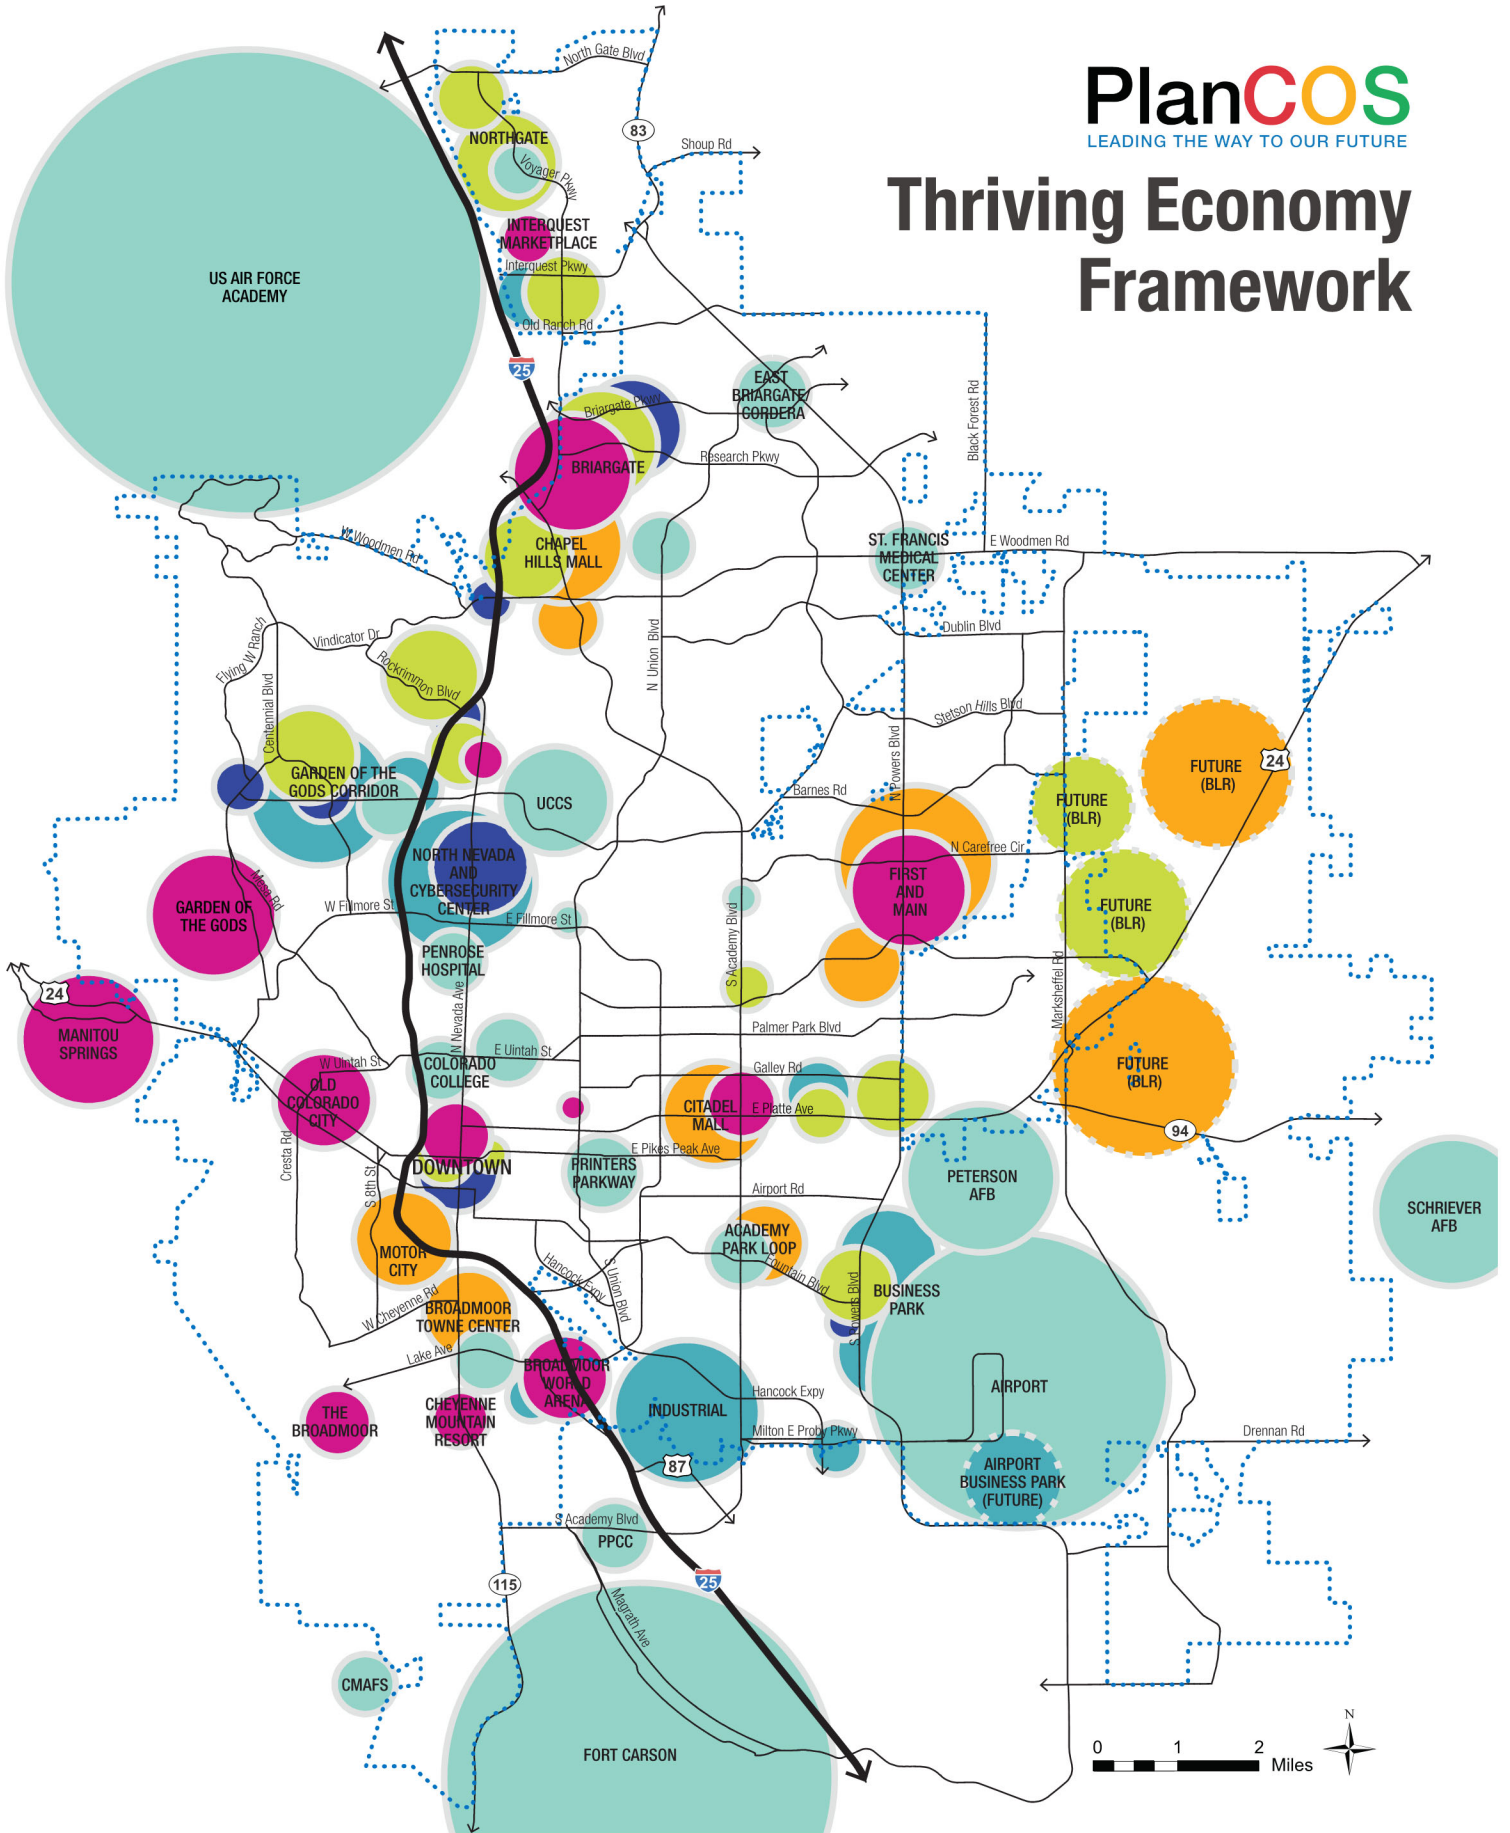 PlanCOS
LEADING THE WAY TO OUR FUTURE
Thriving Economy
Framework
North Gate Blvd
83
Shoup Rd
NORTHGATE
Voyager Pkwy
INTERQUEST
MARKETPLACE
Interquest Pkwy
US AIR FORCE
ACADEMY
Old Ranch Rd
25
EAST
BRIARGATE/
CORDERA
Briargate Pkwy
Black Forest Rd
Research Pkwy
BRIARGATE
W Woodmen Rd
CHAPEL
HILLS MALL
ST. FRANCIS
MEDICAL
CENTER
E Woodmen Rd
Dublin Blvd
Flying W Ranch
Vindicator Dr
Rockrimmon Blvd
N Union Blvd
Centennial Blvd
Stetson Hills Blvd
N Powers Blvd
FUTURE
(BLR)
24
GARDEN OF THE
GODS CORRIDOR
UCCS
Barnes Rd
FUTURE
(BLR)
NORTH NEVADA
AND
CYBERSECURITY
CENTER
N Carefree Cir
FIRST
AND
MAIN
Mesa Rd
GARDEN OF
THE GODS
W Fillmore St
E Fillmore St
S Academy Blvd
FUTURE
(BLR)
PENROSE
HOSPITAL
Marksheffel Rd
24
MANITOU
SPRINGS
N Nevada Ave
Palmer Park Blvd
W Uintah St
E Uintah St
COLORADO
COLLEGE
Galley Rd
FUTURE
(BLR)
OLD
COLORADO
CITY
CITADEL
MALL
E Platte Ave
94
Cresta Rd
S 8th St
DOWNTOWN
E Pikes Peak Ave
PRINTERS
PARKWAY
PETERSON
AFB
Airport Rd
SCHRIEVER
AFB
MOTOR
CITY
ACADEMY
PARK LOOP
Fountain Blvd
Hancock Expy
S Union Blvd
S Powers Blvd
BUSINESS
PARK
W Cheyenne Rd
BROADMOOR
TOWNE CENTER
Lake Ave
BROADMOOR
WORLD
ARENA
AIRPORT
Hancock Expy
THE
BROADMOOR
CHEYENNE
MOUNTAIN
RESORT
INDUSTRIAL
Milton E Proby Pkwy
Drennan Rd
87
AIRPORT
BUSINESS PARK
(FUTURE)
S Academy Blvd
PPCC
25
115
Magrath Ave
CMAFS
FORT CARSON
N
0 1 2
Miles